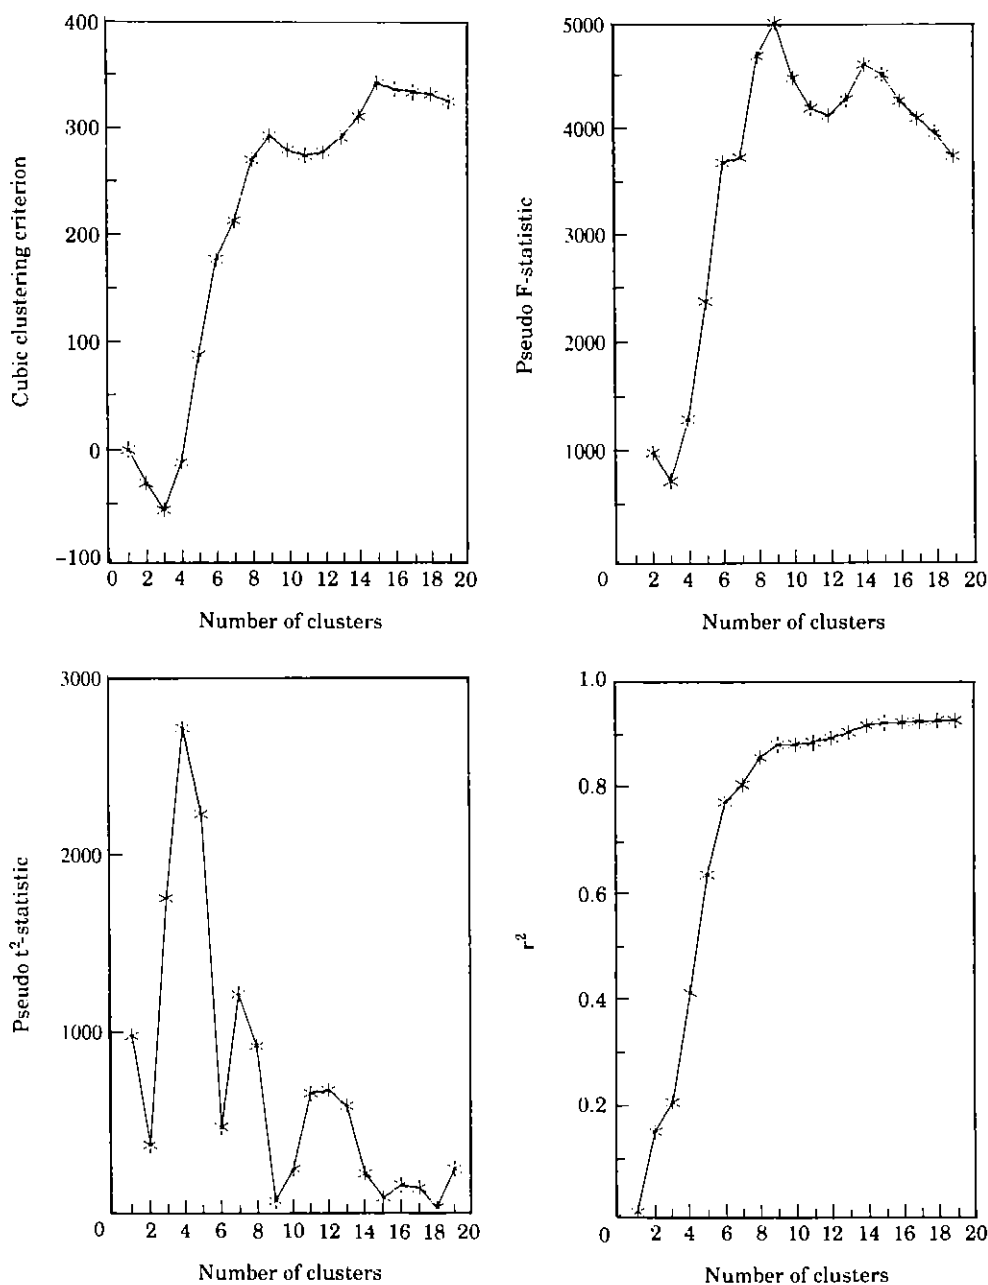 400
300
200
100
0
-100
Cubic clustering criterion
0 2 4 6 8 10 12 14 16 18 20
Number of clusters
5000
4000
3000
2000
1000
Pseudo F-statistic
0 2 4 6 8 10 12 14 16 18 20
Number of clusters
3000
2000
1000
Pseudo t²-statistic
0 2 4 6 8 10 12 14 16 18 20
Number of clusters
1.0
0.8
0.6
0.4
0.2
r²
0 2 4 6 8 10 12 14 16 18 20
Number of clusters